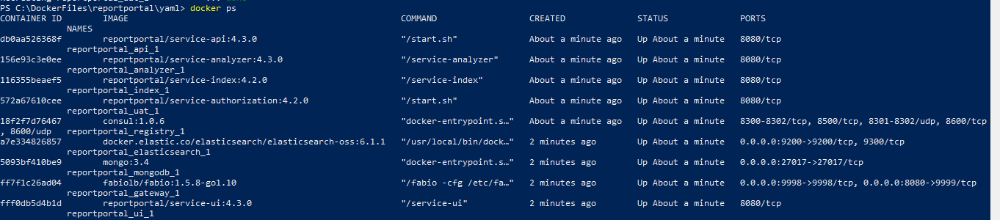 PS C:\DockerFiles\reportportal\yaml> docker ps
CONTAINER ID        IMAGE                                                     COMMAND                  CREATED              STATUS              PORTS
             NAMES
db0aa526368f        reportportal/service-api:4.3.0                            "/start.sh"              About a minute ago   Up About a minute   8080/tcp
             reportportal_api_1
156e93c3e0ee        reportportal/service-analyzer:4.3.0                       "/service-analyzer"      About a minute ago   Up About a minute   8080/tcp
             reportportal_analyzer_1
116355beaef5        reportportal/service-index:4.2.0                          "/service-index"         About a minute ago   Up About a minute   8080/tcp
             reportportal_index_1
572a67610cee        reportportal/service-authorization:4.2.0                  "/start.sh"              About a minute ago   Up About a minute   8080/tcp
             reportportal_uat_1
18f2f7d76467        consul:1.0.6                                              "docker-entrypoint.s…"   About a minute ago   Up About a minute   8300-8302/tcp, 8500/tcp, 8301-8302/udp, 8600/tcp
, 8600/udp   reportportal_registry_1
a7e334826857        docker.elastic.co/elasticsearch/elasticsearch-oss:6.1.1   "/usr/local/bin/dock…"   2 minutes ago        Up About a minute   0.0.0.0:9200->9200/tcp, 9300/tcp
             reportportal_elasticsearch_1
5093bf410be9        mongo:3.4                                                 "docker-entrypoint.s…"   2 minutes ago        Up About a minute   0.0.0.0:27017->27017/tcp
             reportportal_mongodb_1
ff7f1c26ad04        fabiolb/fabio:1.5.8-go1.10                                "/fabio -cfg /etc/fa…"   2 minutes ago        Up About a minute   0.0.0.0:9998->9998/tcp, 0.0.0.0:8080->9999/tcp
             reportportal_gateway_1
fff0db5d4b1d        reportportal/service-ui:4.3.0                             "/service-ui"            2 minutes ago        Up About a minute   8080/tcp
             reportportal_ui_1